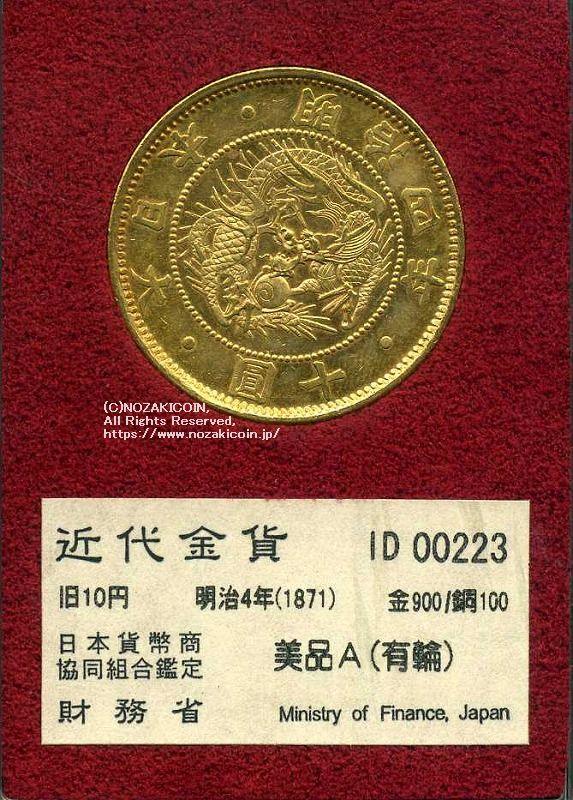 大日本・明治四年
十圓
(C)NOZAKICOIN,
All Rights Reserved,
https://www.nozakicoin.jp/
近代金貨 ID 00223
旧10円 明治4年(1871) 金900/銅100
日本貨幣商
協同組合鑑定 美品A(有輪)
財務省 Ministry of Finance, Japan